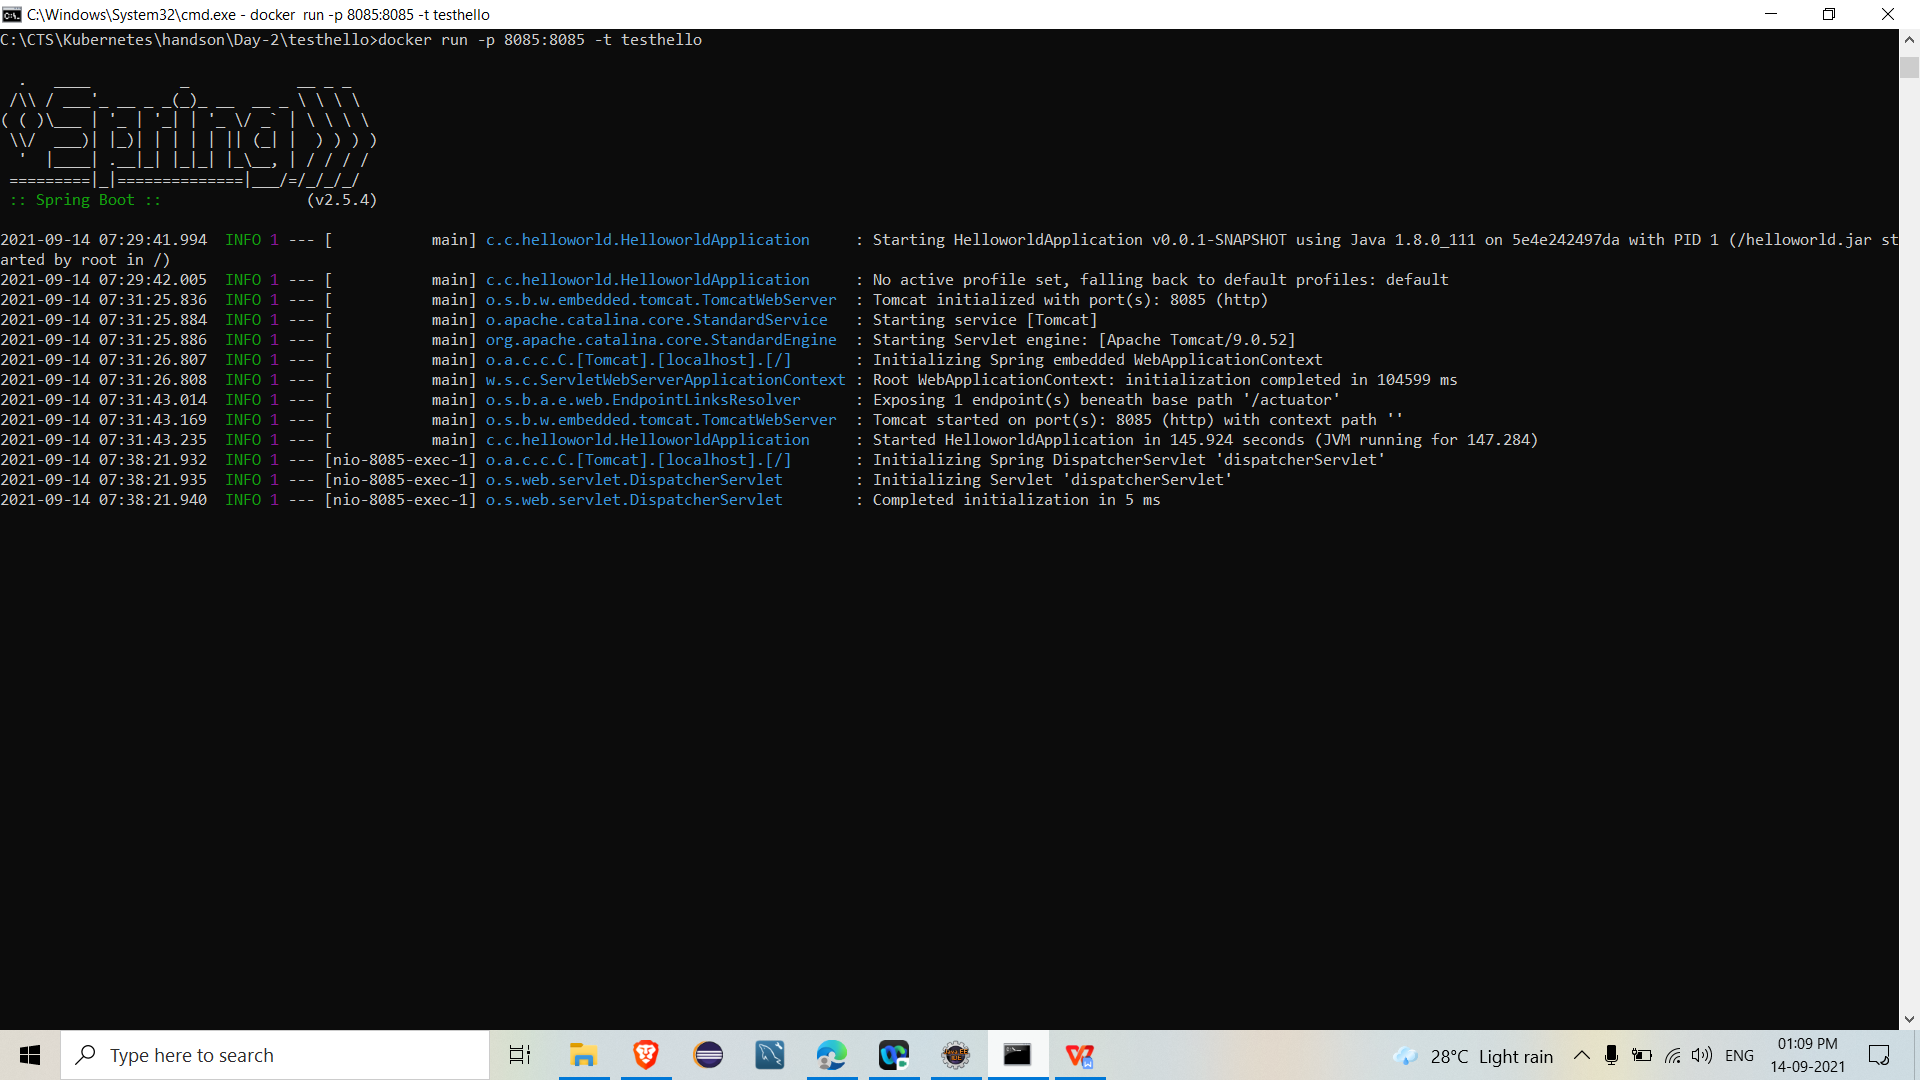 C:\Windows\System32\cmd.exe - docker  run -p 8085:8085 -t testhello
C:\CTS\Kubernetes\handson\Day-2\testhello>docker run -p 8085:8085 -t testhello
  .   ____          _            __ _ _
 /\\ / ___'_ __ _ _(_)_ __  __ _ \ \ \ \
( ( )\___ | '_ | '_| | '_ \/ _` | \ \ \ \
 \\/  ___)| |_)| | | | | || (_| |  ) ) ) )
  '  |____| .__|_| |_|_| |_\__, | / / / /
 =========|_|==============|___/=/_/_/_/
 :: Spring Boot ::                (v2.5.4)
2021-09-14 07:29:41.994  INFO 1 --- [           main] c.c.helloworld.HelloworldApplication     : Starting HelloworldApplication v0.0.1-SNAPSHOT using Java 1.8.0_111 on 5e4e242497da with PID 1 (/helloworld.jar st
arted by root in /)
2021-09-14 07:29:42.005  INFO 1 --- [           main] c.c.helloworld.HelloworldApplication     : No active profile set, falling back to default profiles: default
2021-09-14 07:31:25.836  INFO 1 --- [           main] o.s.b.w.embedded.tomcat.TomcatWebServer  : Tomcat initialized with port(s): 8085 (http)
2021-09-14 07:31:25.884  INFO 1 --- [           main] o.apache.catalina.core.StandardService   : Starting service [Tomcat]
2021-09-14 07:31:25.886  INFO 1 --- [           main] org.apache.catalina.core.StandardEngine  : Starting Servlet engine: [Apache Tomcat/9.0.52]
2021-09-14 07:31:26.807  INFO 1 --- [           main] o.a.c.c.C.[Tomcat].[localhost].[/]       : Initializing Spring embedded WebApplicationContext
2021-09-14 07:31:26.808  INFO 1 --- [           main] w.s.c.ServletWebServerApplicationContext : Root WebApplicationContext: initialization completed in 104599 ms
2021-09-14 07:31:43.014  INFO 1 --- [           main] o.s.b.a.e.web.EndpointLinksResolver      : Exposing 1 endpoint(s) beneath base path '/actuator'
2021-09-14 07:31:43.169  INFO 1 --- [           main] o.s.b.w.embedded.tomcat.TomcatWebServer  : Tomcat started on port(s): 8085 (http) with context path ''
2021-09-14 07:31:43.235  INFO 1 --- [           main] c.c.helloworld.HelloworldApplication     : Started HelloworldApplication in 145.924 seconds (JVM running for 147.284)
2021-09-14 07:38:21.932  INFO 1 --- [nio-8085-exec-1] o.a.c.c.C.[Tomcat].[localhost].[/]       : Initializing Spring DispatcherServlet 'dispatcherServlet'
2021-09-14 07:38:21.935  INFO 1 --- [nio-8085-exec-1] o.s.web.servlet.DispatcherServlet        : Initializing Servlet 'dispatcherServlet'
2021-09-14 07:38:21.940  INFO 1 --- [nio-8085-exec-1] o.s.web.servlet.DispatcherServlet        : Completed initialization in 5 ms
Type here to search
28°C Light rain
ENG
01:09 PM
14-09-2021